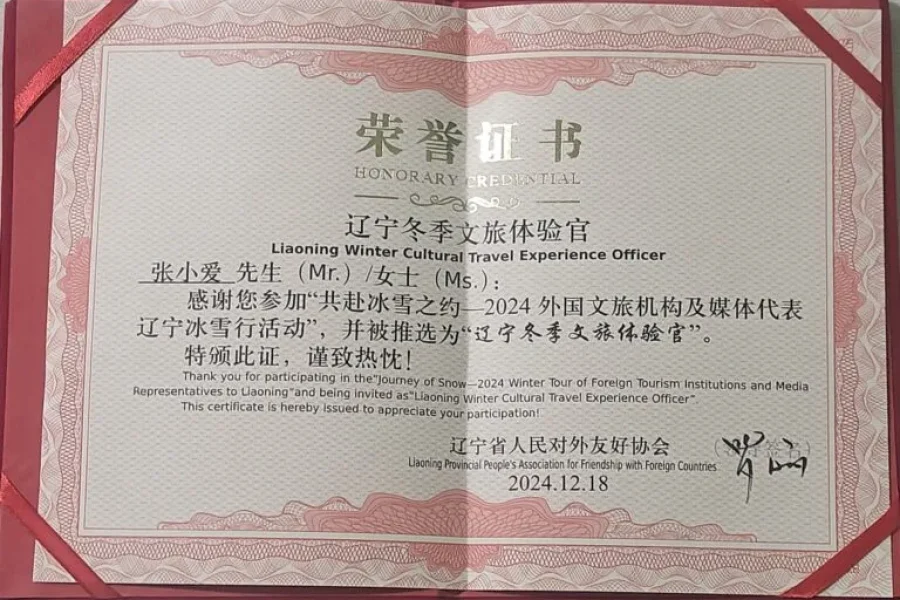 荣誉证书
HONORARY CREDENTIAL
辽宁冬季文旅体验官
Liaoning Winter Cultural Travel Experience Officer
张小爱 先生（Mr.）/女士（Ms.）：
感谢您参加“共赴冰雪之约—2024 外国文旅机构及媒体代表
辽宁冰雪行活动”，并被推选为“辽宁冬季文旅体验官”。
特颁此证，谨致热忱！
Thank you for participating in the"Journey of Snow—2024 Winter Tour of Foreign Tourism Institutions and Media
Representatives to Liaoning"and being invited as"Liaoning Winter Cultural Travel Experience Officer".
This certificate is hereby issued to appreciate your participation!
辽宁省人民对外友好协会
Liaoning Provincial People's Association for Friendship with Foreign Countries
2024.12.18